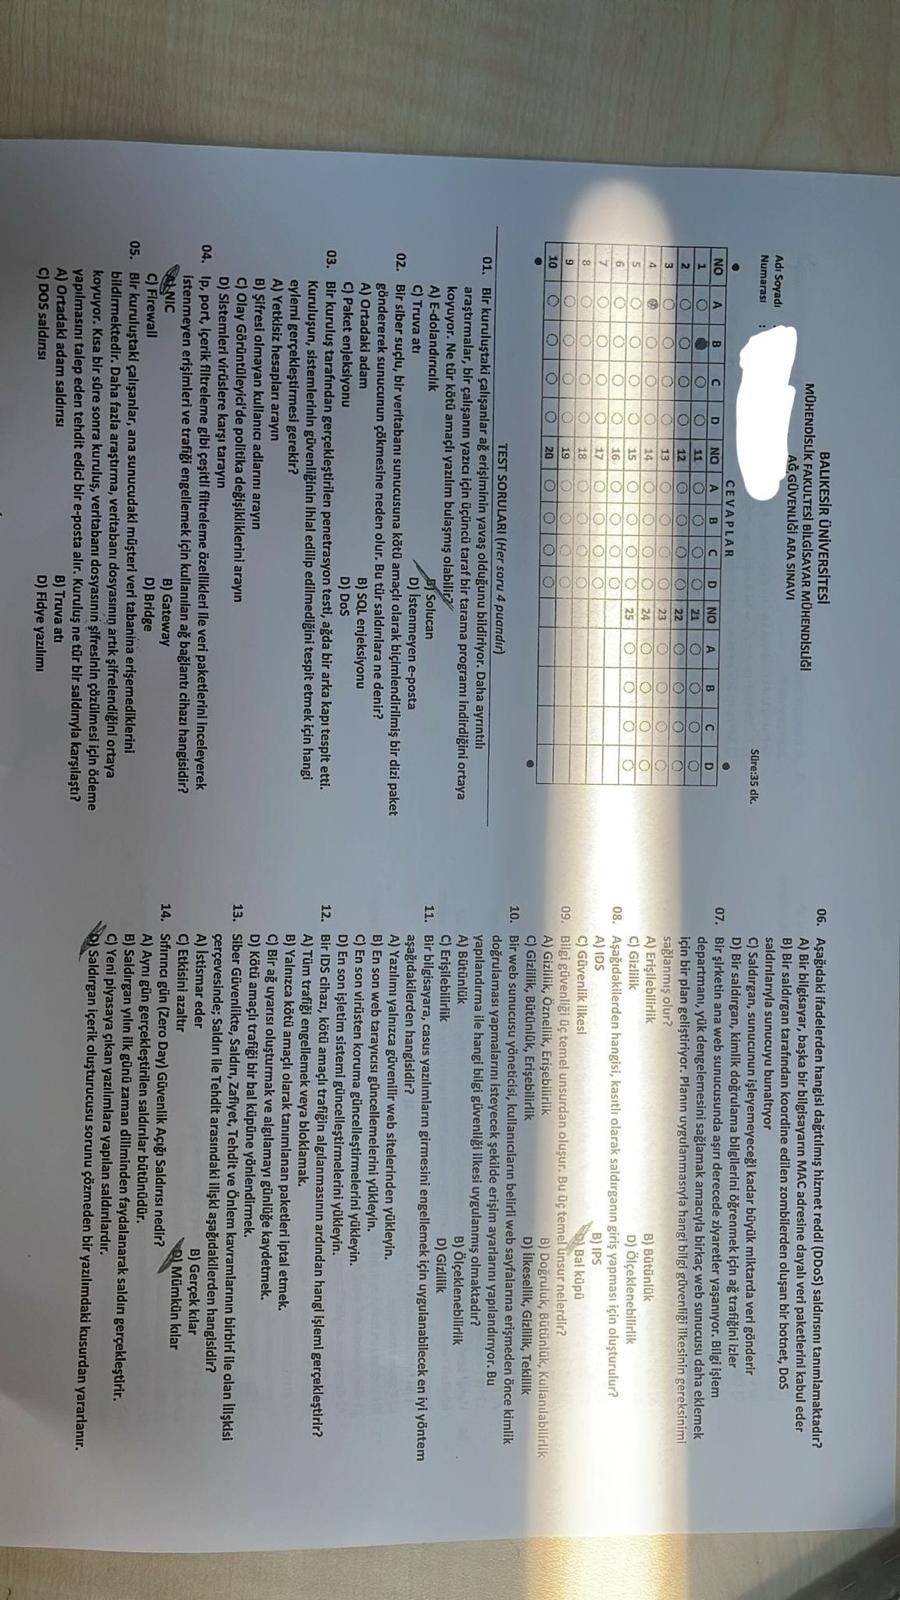 BALIKESİR ÜNİVERSİTESİ
MÜHENDİSLİK FAKULTESİ BİLGİSAYAR MÜHENDİSLİĞİ
AĞ GÜVENLİĞİ ARA SINAVI
Adı Soyadı :
Numarası :
Süre:35 dk.
CEVAPLAR
NO A B C D NO A B C D NO A B C D
1 11 21
2 12 22
3 13 23
4 14 24
5 15 25
6 16
7 17
8 18
9 19
10 20
TEST SORULARI (Her soru 4 puandır)
01. Bir kuruluştaki çalışanlar ağ erişiminin yavaş olduğunu bildiriyor. Daha ayrıntılı
araştırmalar, bir çalışanın yazıcı için üçüncü taraf bir tarama programı indirdiğini ortaya
koyuyor. Ne tür kötü amaçlı yazılım bulaşmış olabilir?
A) E-dolandırıcılık B) Solucan
C) Truva atı D) İstenmeyen e-posta
02. Bir siber suçlu, bir veritabanı sunucusuna kötü amaçlı olarak biçimlendirilmiş bir dizi paket
göndererek sunucunun çökmesine neden olur. Bu tür saldırılara ne denir?
A) Ortadaki adam B) SQL enjeksiyonu
C) Paket enjeksiyonu D) DoS
03. Bir kuruluş tarafından gerçekleştirilen penetrasyon testi, ağda bir arka kapı tespit etti.
Kuruluşun, sistemlerinin güvenliğinin ihlal edilip edilmediğini tespit etmek için hangi
eylemi gerçekleştirmesi gerekir?
A) Yetkisiz hesapları arayın
B) Şifresi olmayan kullanıcı adlarını arayın
C) Olay Görüntüleyici'de politika değişikliklerini arayın
D) Sistemleri virüslere karşı tarayın
04. Ip, port, içerik filtreleme gibi çeşitli filtreleme özellikleri ile veri paketlerini inceleyerek
istenmeyen erişimleri ve trafiği engellemek için kullanılan ağ bağlantı cihazı hangisidir?
A) NIC B) Gateway
C) Firewall D) Bridge
05. Bir kuruluştaki çalışanlar, ana sunucudaki müşteri veri tabanına erişemediklerini
bildirmektedir. Daha fazla araştırma, veritabanı dosyasının artık şifrelendiğini ortaya
koyuyor. Kısa bir süre sonra kuruluş, veritabanı dosyasının şifresinin çözülmesi için ödeme
yapılmasını talep eden tehdit edici bir e-posta alır. Kuruluş ne tür bir saldırıyla karşılaştı?
A) Ortadaki adam saldırısı B) Truva atı
C) DOS saldırısı D) Fidye yazılımı
06. Aşağıdaki ifadelerden hangisi dağıtılmış hizmet reddi (DDoS) saldırısını tanımlamaktadır?
A) Bir bilgisayar, başka bir bilgisayarın MAC adresine dayalı veri paketlerini kabul eder
B) Bir saldırgan tarafından koordine edilen zombilerden oluşan bir botnet, DoS
saldırılarıyla sunucuyu bunaltıyor
C) Saldırgan, sunucunun işleyemeyeceği kadar büyük miktarda veri gönderir
D) Bir saldırgan, kimlik doğrulama bilgilerini öğrenmek için ağ trafiğini izler
07. Bir şirketin ana web sunucusunda aşırı derecede ziyaretler yaşanıyor. Bilgi işlem
departmanı, yük dengelemesini sağlamak amacıyla birkaç web sunucusu daha eklemek
için bir plan geliştiriyor. Planın uygulanmasıyla hangi bilgi güvenliği ilkesinin gereksinimi
sağlanmış olur?
A) Erişilebilirlik B) Bütünlük
C) Gizlilik D) Ölçeklenebilirlik
08. Aşağıdakilerden hangisi, kasıtlı olarak saldırganın giriş yapması için oluşturulur?
A) IDS B) IPS
C) Güvenlik ilkesi D) Bal küpü
09. Bilgi güvenliği üç temel unsurdan oluşur. Bu üç temel unsur nelerdir?
A) Gizlilik, Öznellik, Erişebilirlik B) Doğruluk, Bütünlük, Kullanılabilirlik
C) Gizlilik, Bütünlük, Erişebilirlik D) İlkesellik, Gizlilik, Tekillik
10. Bir web sunucusu yöneticisi, kullanıcıların belirli web sayfalarına erişmeden önce kimlik
doğrulaması yapmalarını isteyecek şekilde erişim ayarlarını yapılandırıyor. Bu
yapılandırma ile hangi bilgi güvenliği ilkesi uygulanmış olmaktadır?
A) Bütünlük B) Ölçeklenebilirlik
C) Erişilebilirlik D) Gizlilik
11. Bir bilgisayara, casus yazılımların girmesini engellemek için uygulanabilecek en iyi yöntem
aşağıdakilerden hangisidir?
A) Yazılımı yalnızca güvenilir web sitelerinden yükleyin.
B) En son web tarayıcısı güncellemelerini yükleyin.
C) En son virüsten koruma güncelleştirmelerini yükleyin.
D) En son işletim sistemi güncelleştirmelerini yükleyin.
12. Bir IDS cihazı, kötü amaçlı trafiğin algılanmasının ardından hangi işlemi gerçekleştirir?
A) Tüm trafiği engellemek veya bloklamak.
B) Yalnızca kötü amaçlı olarak tanımlanan paketleri iptal etmek.
C) Bir ağ uyarısı oluşturmak ve algılamayı günlüğe kaydetmek.
D) Kötü amaçlı trafiği bir bal küpüne yönlendirmek.
13. Siber Güvenlikte, Saldırı, Zafiyet, Tehdit ve Önlem kavramlarının birbiri ile olan ilişkisi
çerçevesinde; Saldırı ile Tehdit arasındaki ilişki aşağıdakilerden hangisidir?
A) İstismar eder B) Gerçek kılar
C) Etkisini azaltır D) Mümkün kılar
14. Sıfırıncı gün (Zero Day) Güvenlik Açığı Saldırısı nedir?
A) Aynı gün gerçekleştirilen saldırılar bütünüdür.
B) Saldırgan yılın ilk günü zaman diliminden faydalanarak saldırı gerçekleştirir.
C) Yeni piyasaya çıkan yazılımlara yapılan saldırılardır.
D) Saldırgan içerik oluşturucusu sorunu çözmeden bir yazılımdaki kusurdan yararlanır.